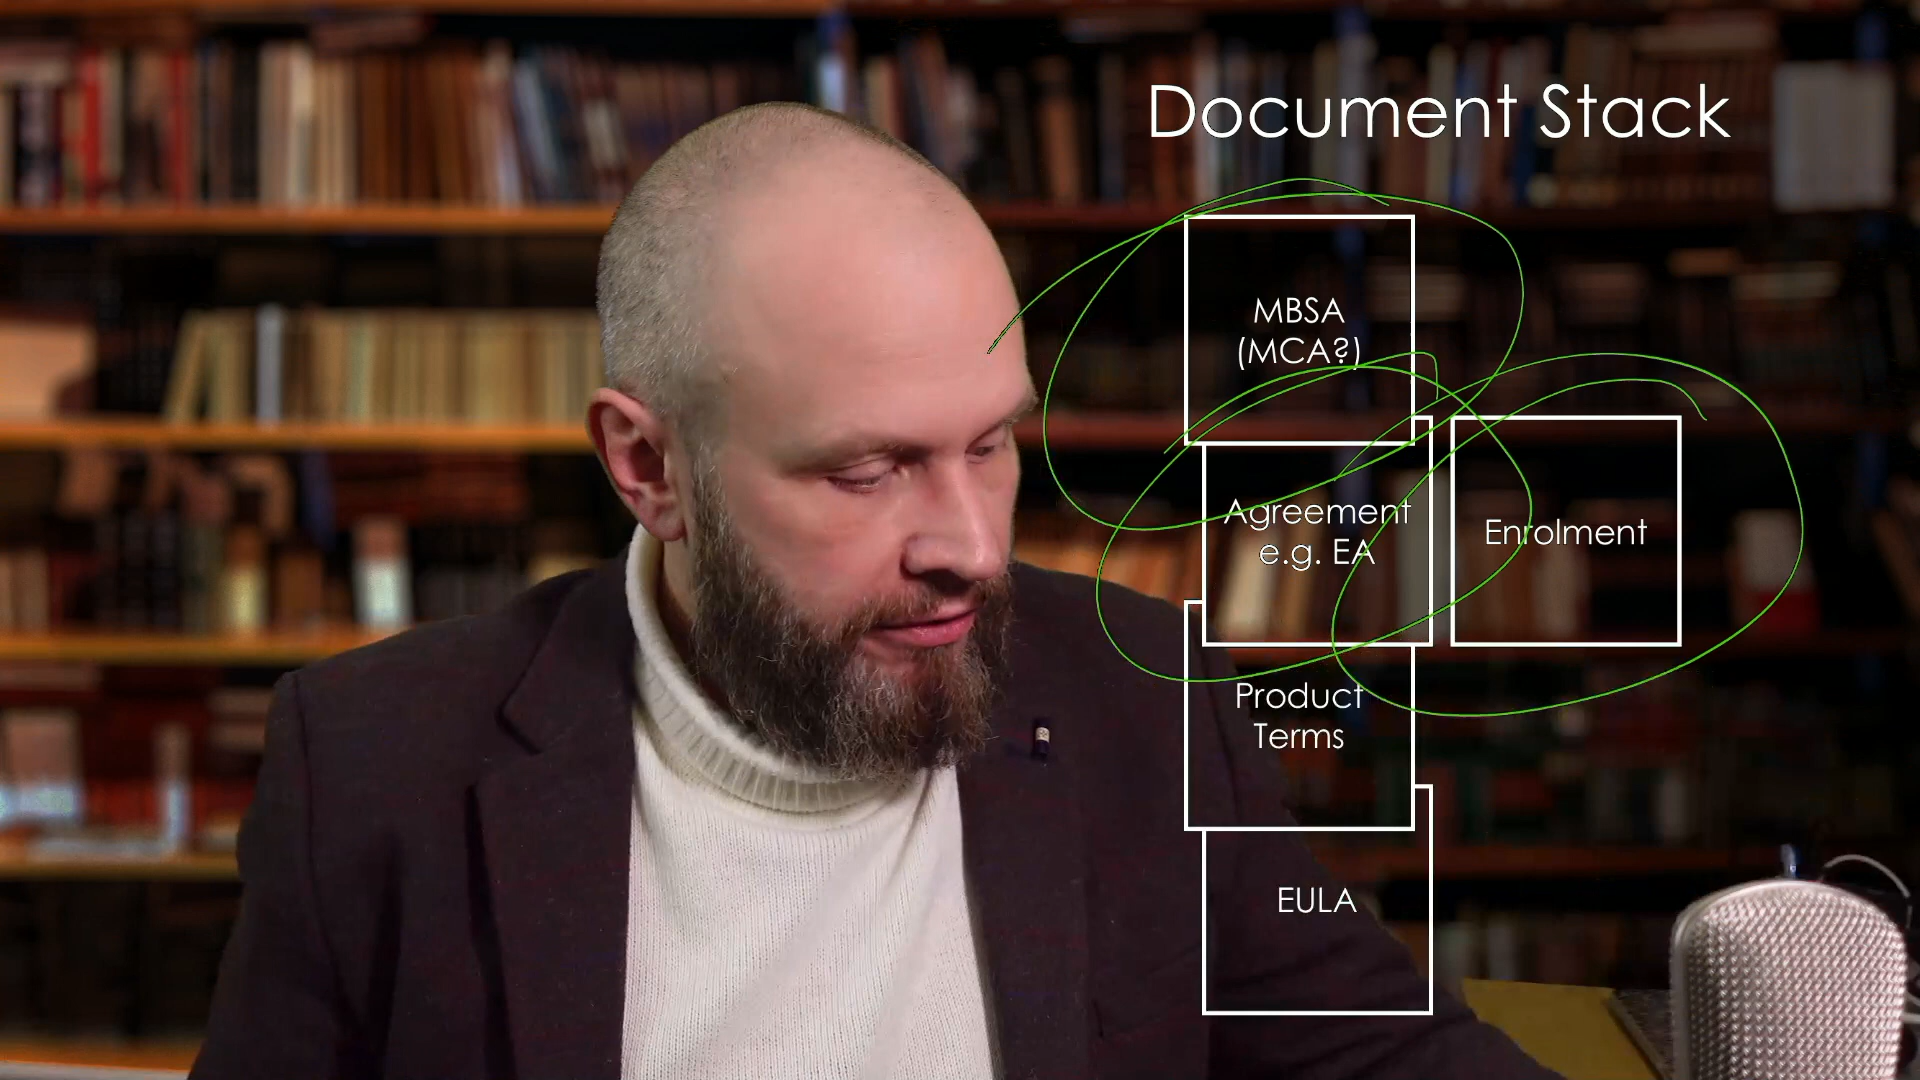 Document Stack
MBSA
(MCA?)
Agreement
e.g. EA
Enrolment
Product
Terms
EULA